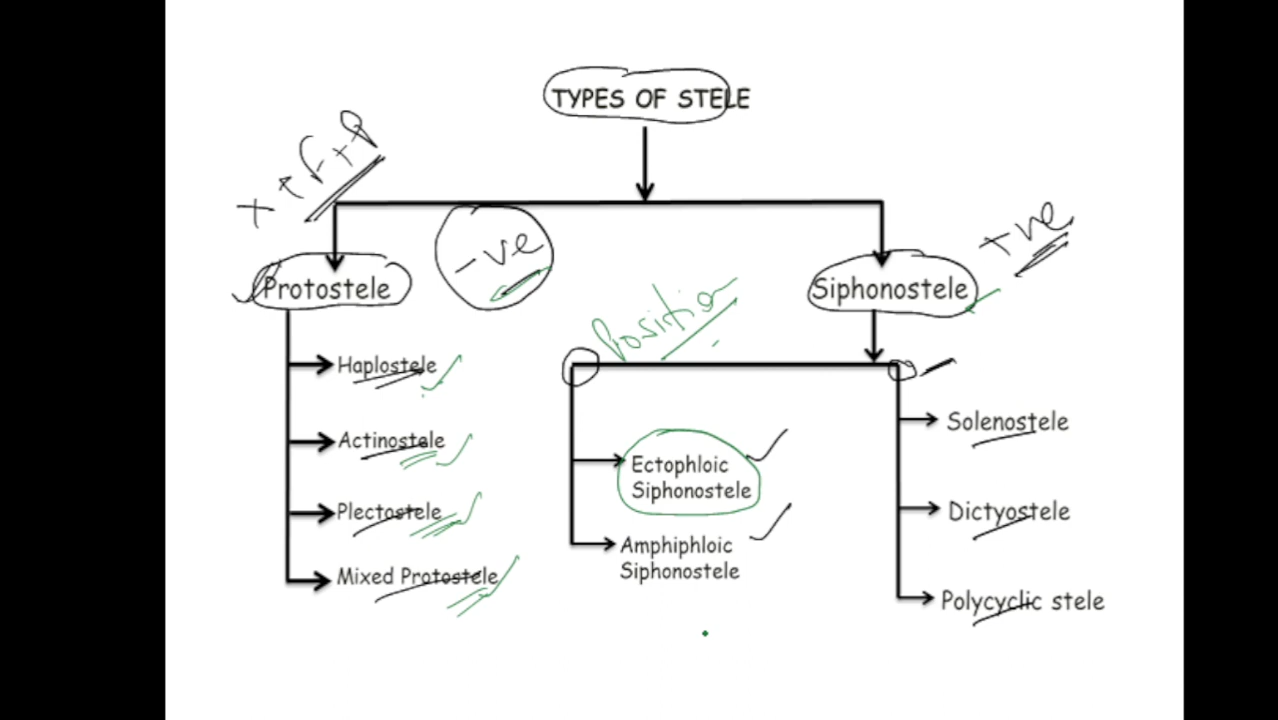 TYPES OF STELE
x + F + P
-ve
+ve
Protostele
Siphonostele
Position
Haplostele
Actinostele
Plectostele
Mixed Protostele
Ectophloic
Siphonostele
Amphiphloic
Siphonostele
Solenostele
Dictyostele
Polycyclic stele